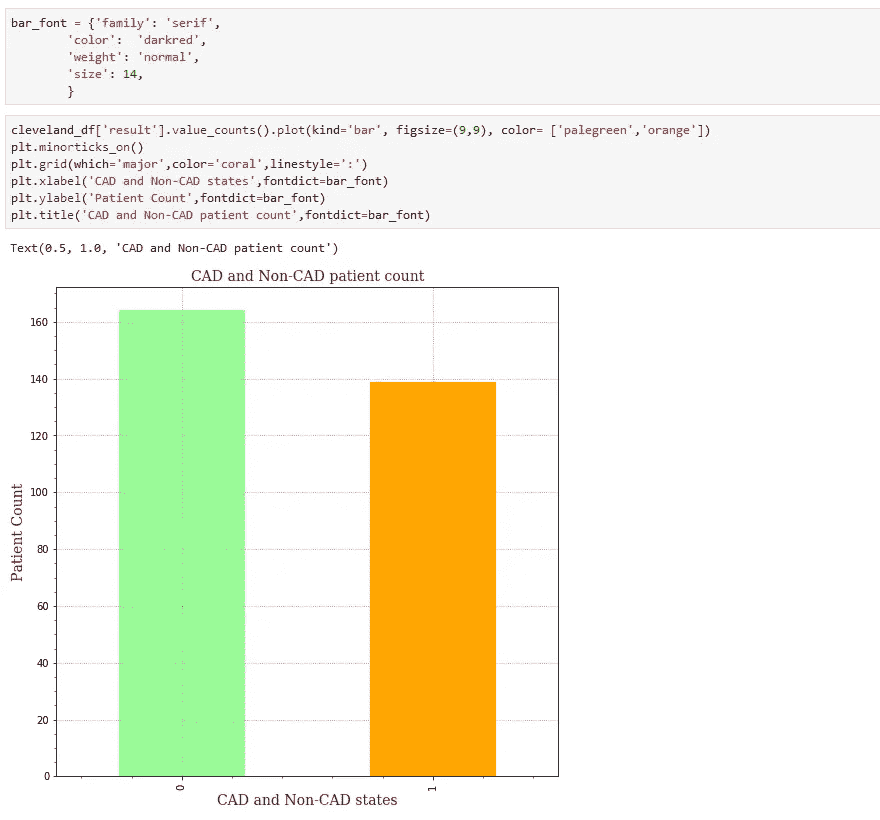 bar_font = {'family': 'serif',
        'color':  'darkred',
        'weight': 'normal',
        'size': 14,
        }
cleveland_df['result'].value_counts().plot(kind='bar', figsize=(9,9), color= ['palegreen','orange'])
plt.minorticks_on()
plt.grid(which='major',color='coral',linestyle=':')
plt.xlabel('CAD and Non-CAD states',fontdict=bar_font)
plt.ylabel('Patient Count',fontdict=bar_font)
plt.title('CAD and Non-CAD patient count',fontdict=bar_font)
Text(0.5, 1.0, 'CAD and Non-CAD patient count')
CAD and Non-CAD patient count
Patient Count
160
140
120
100
80
60
40
20
0
0
1
CAD and Non-CAD states